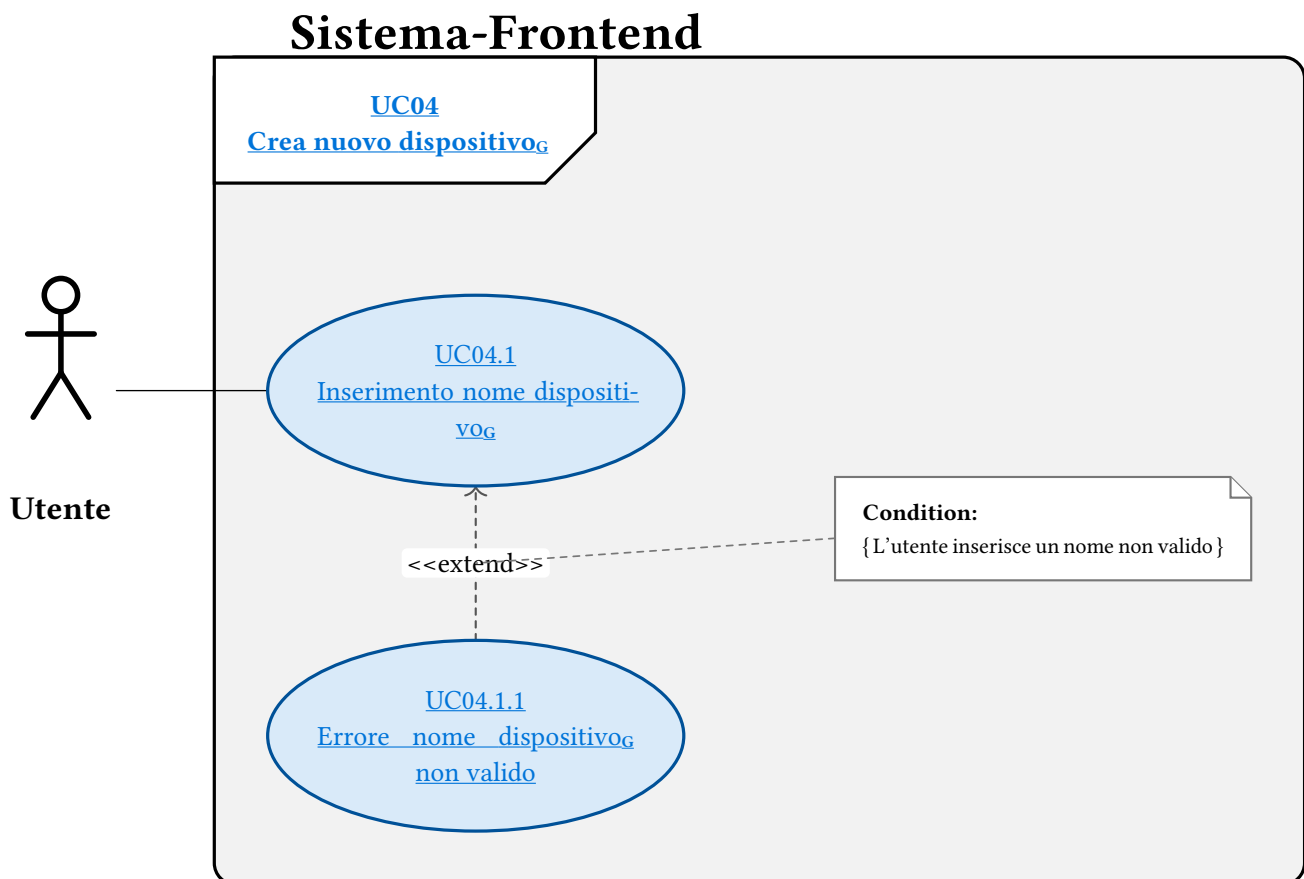 Sistema-Frontend
UC04
Crea nuovo dispositivoG
UC04.1
Inserimento nome dispositi-
voG
Utente
Condition:
{ L’utente inserisce un nome non valido }
<<extend>>
UC04.1.1
Errore nome dispositivoG
non valido